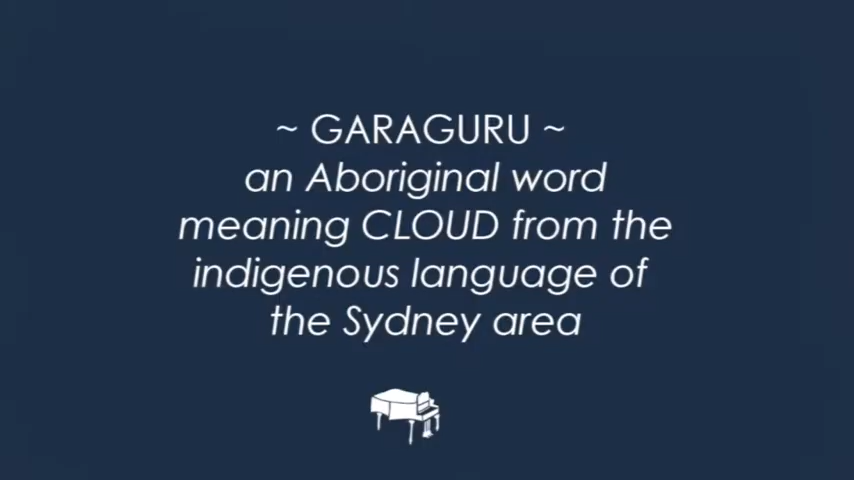 ~ GARAGURU ~
an Aboriginal word
meaning CLOUD from the
indigenous language of
the Sydney area